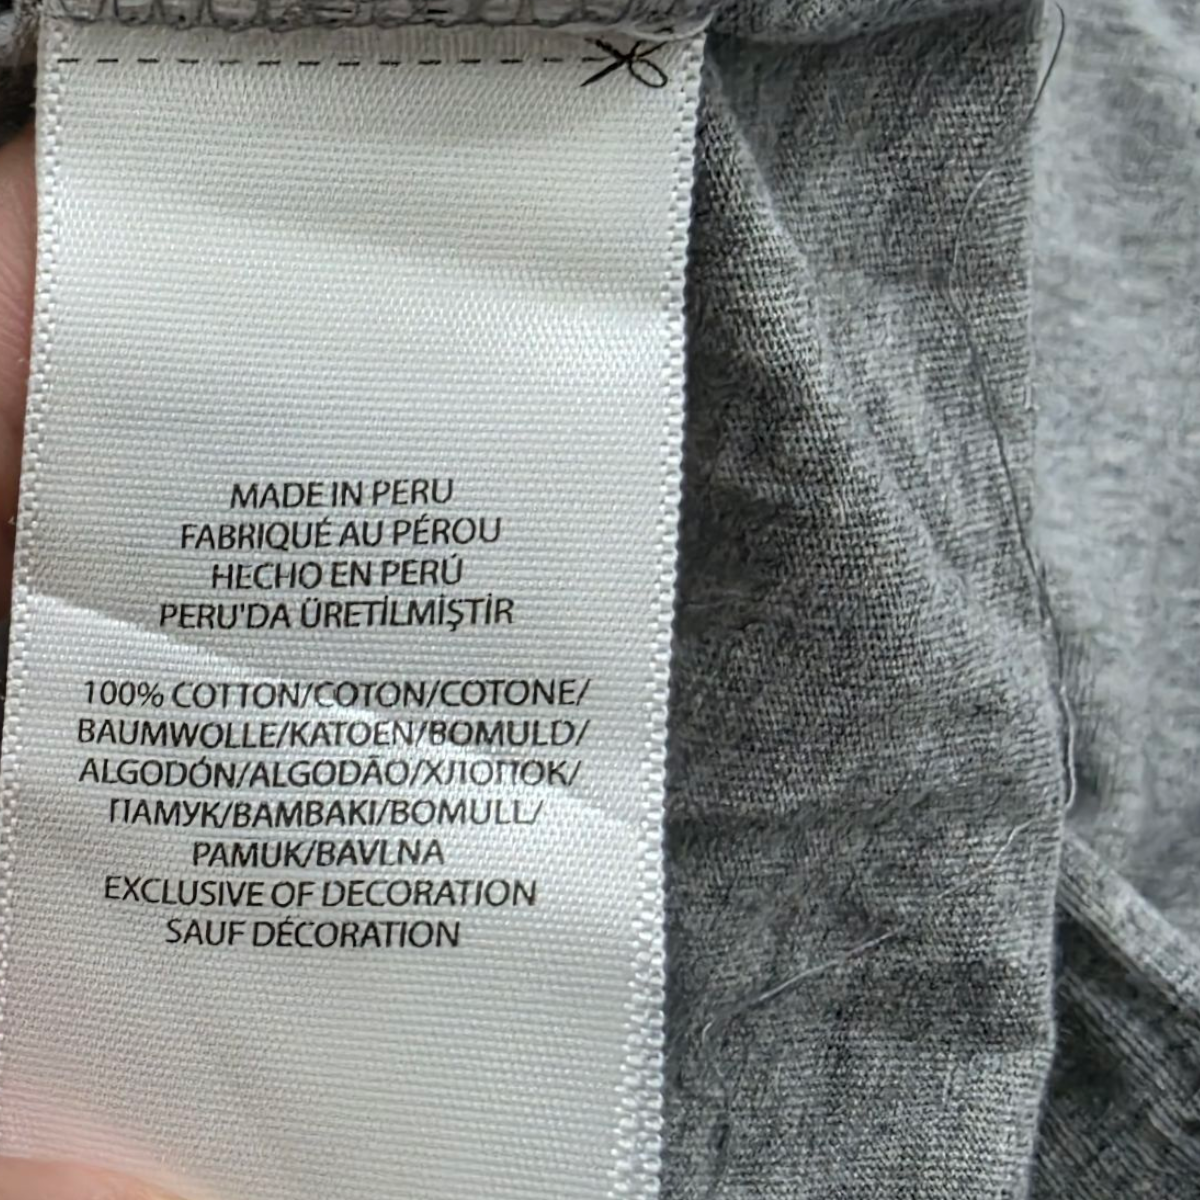 MADE IN PERU
FABRIQUÉ AU PÉROU
HECHO EN PERÚ
PERU'DA ÜRETİLMİŞTİR
100% COTTON/COTON/COTONE/
BAUMWOLLE/KATOEN/BOMULD/
ALGODÓN/ALGODÃO/ХЛОПОК/
ПАМУК/BAMBAKI/BOMULL/
PAMUK/BAVLNA
EXCLUSIVE OF DECORATION
SAUF DÉCORATION